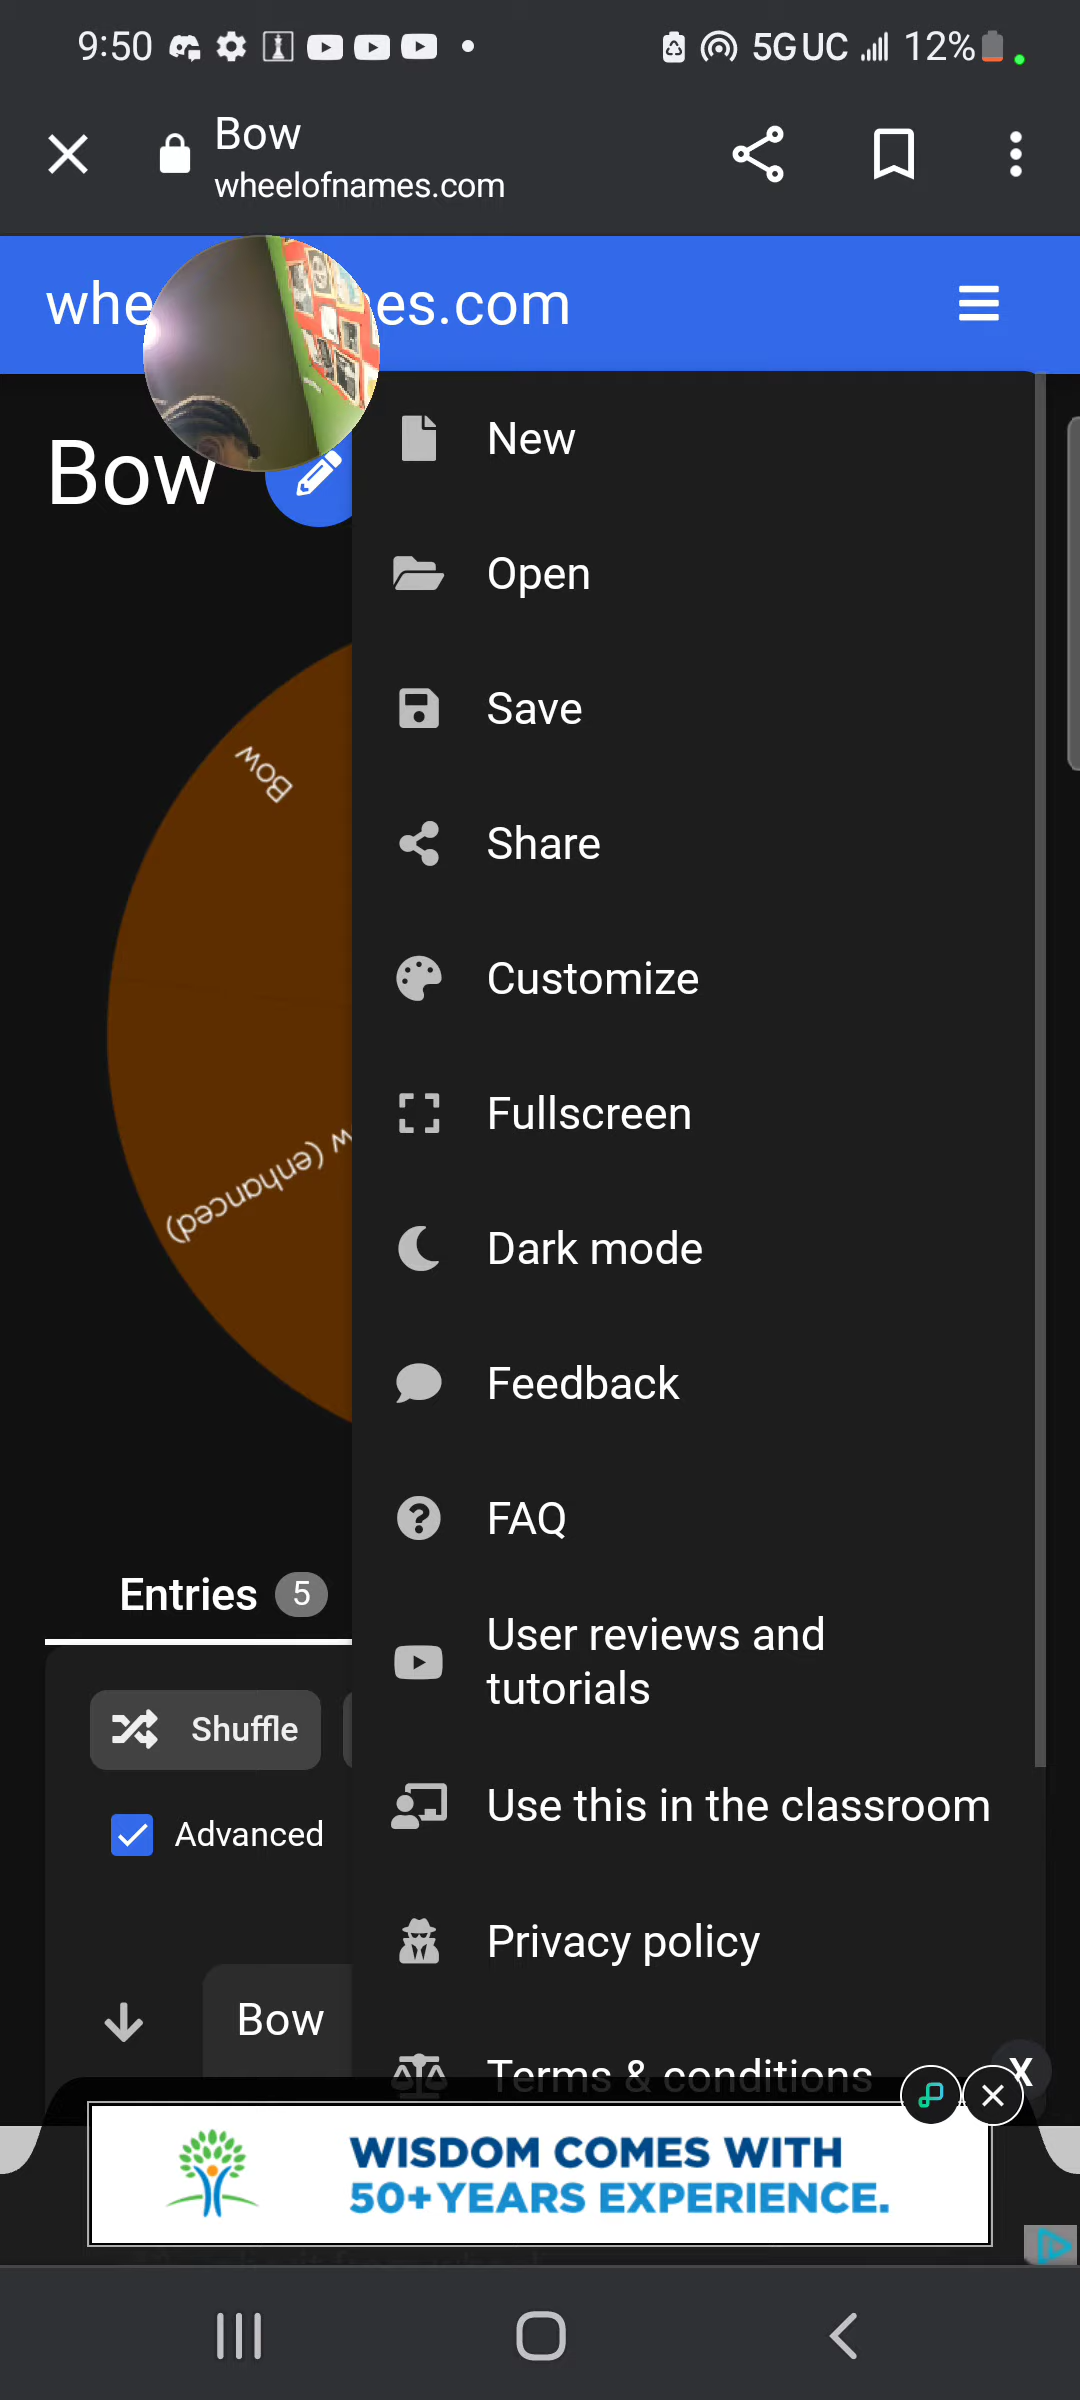 9:50
5G UC
12%
Bow
wheelofnames.com
whe
es.com
Bow
New
Open
Save
Share
Customize
Fullscreen
Dark mode
Feedback
FAQ
User reviews and
tutorials
Use this in the classroom
Privacy policy
Terms & conditions
Bow
w (enhanced)
Entries 5
Shuffle
Advanced
Bow
X
WISDOM COMES WITH
50+ YEARS EXPERIENCE.